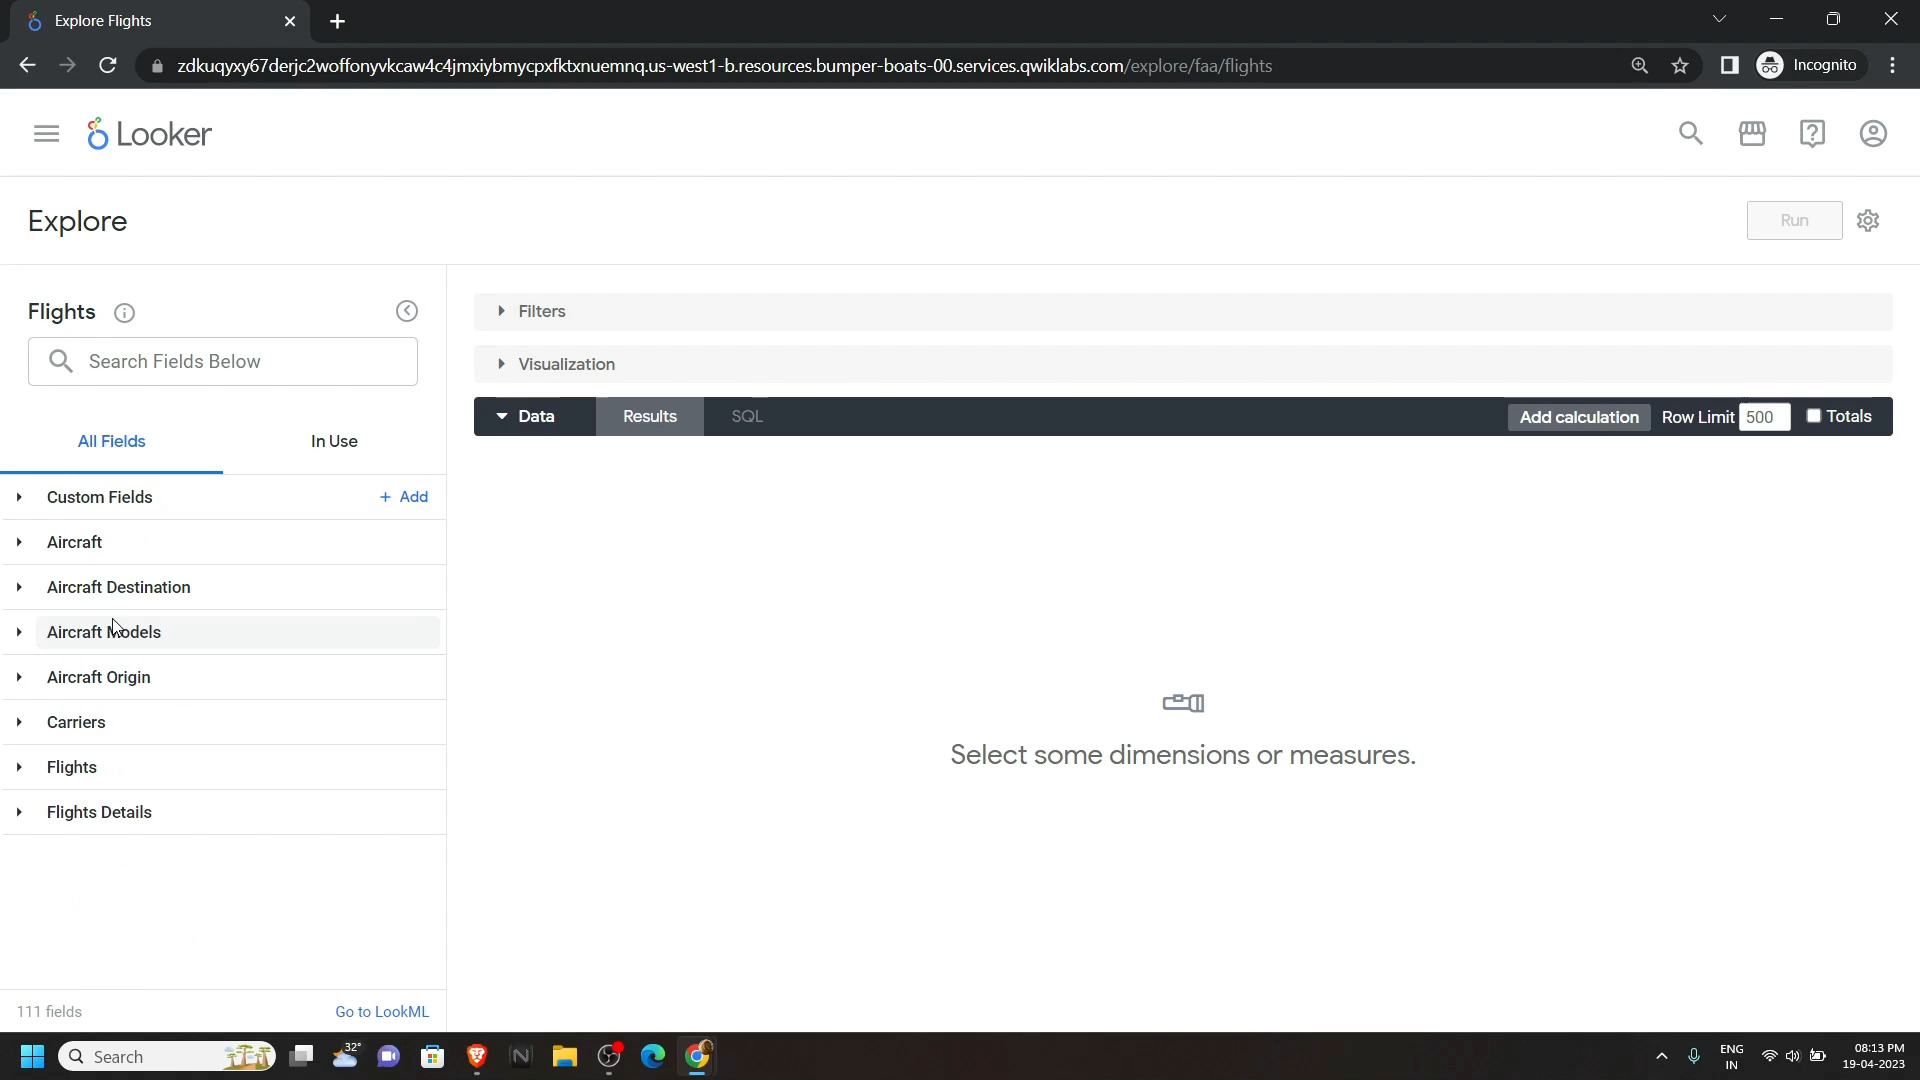 Explore Flights
zdkuqyxy67derjc2woffonyvkcaw4c4jmxiybmycpxfktxnuemnq.us-west1-b.resources.bumper-boats-00.services.qwiklabs.com/explore/faa/flights
Incognito
Looker
Explore
Run
Flights
Search Fields Below
All Fields
In Use
Custom Fields
+ Add
Aircraft
Aircraft Destination
Aircraft Models
Aircraft Origin
Carriers
Flights
Flights Details
111 fields
Go to LookML
Filters
Visualization
Data
Results
SQL
Add calculation
Row Limit 500
Totals
Select some dimensions or measures.
Search
32°
ENG
IN
08:13 PM
19-04-2023